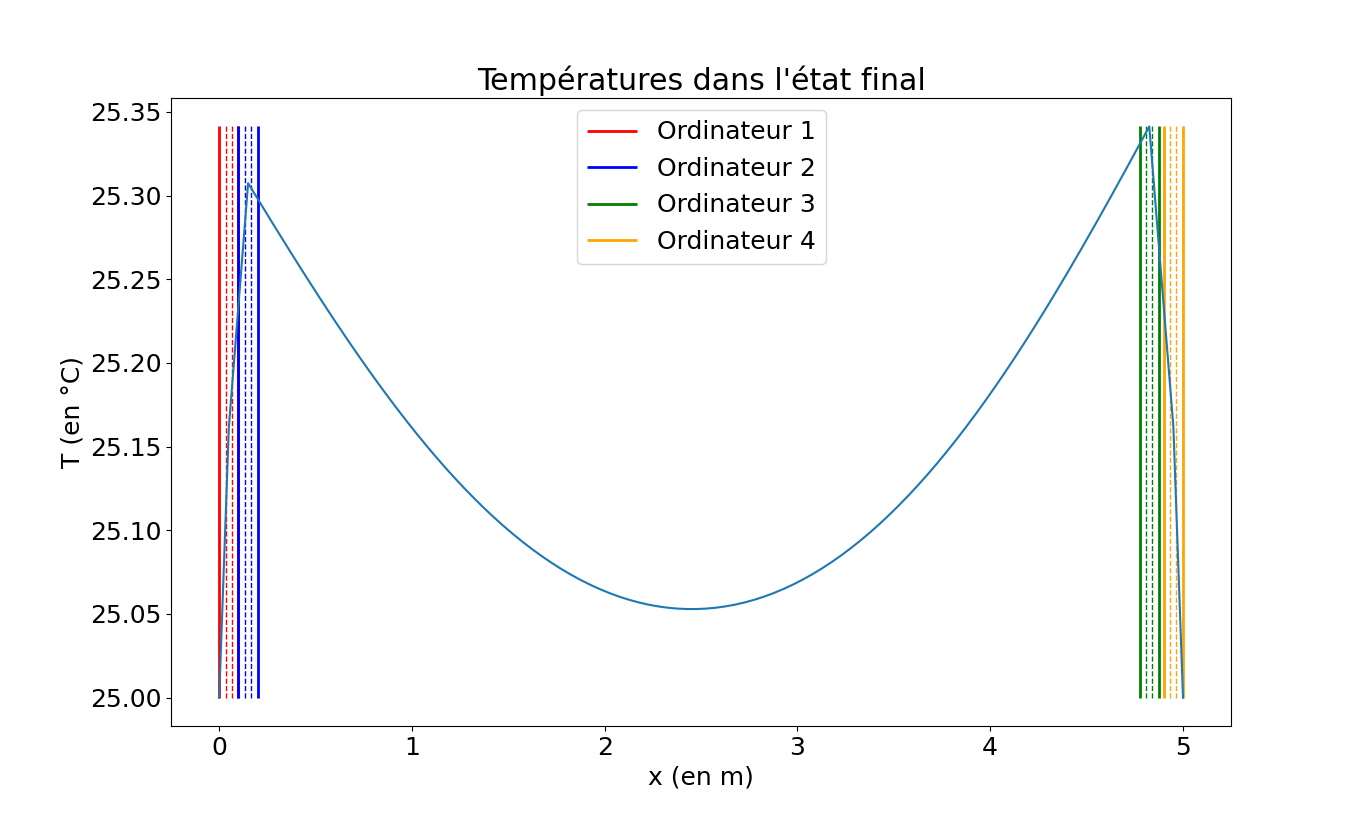 Températures dans l'état final
25.35
25.30
25.25
25.20
25.15
25.10
25.05
25.00
T (en °C)
Ordinateur 1
Ordinateur 2
Ordinateur 3
Ordinateur 4
0 1 2 3 4 5
x (en m)